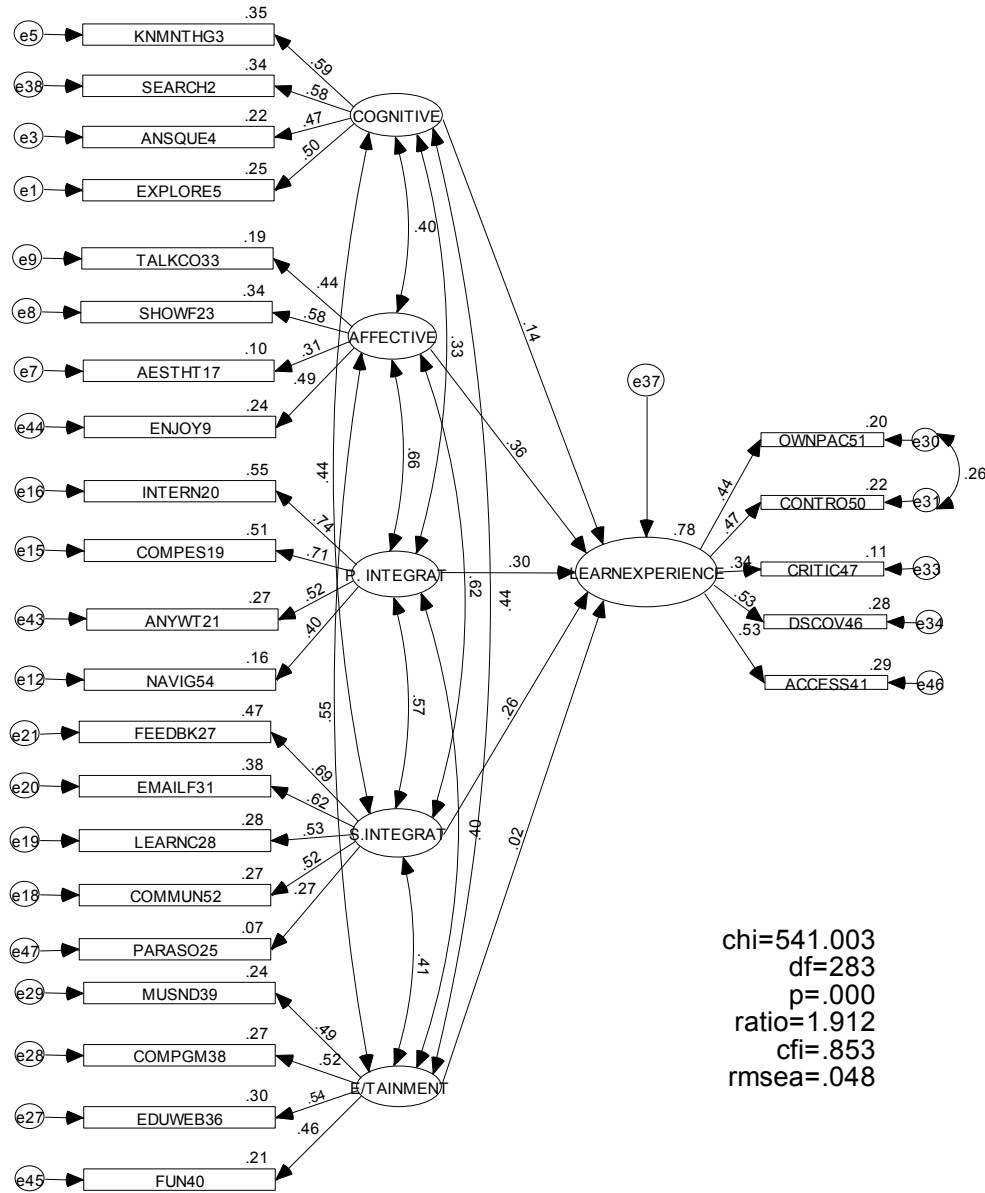 .35
e5
KNMNTHG3
.59
.34
e38
SEARCH2
.58
.22
e3
ANSQUE4
.47
.25
e1
EXPLORE5
.50
COGNITIVE
.40
.14
.19
e9
TALKCO33
.44
.34
e8
SHOWF23
.58
.10
e7
AESTHT17
.31
.24
e44
ENJOY9
.49
AFFECTIVE
.33
.36
.44
.66
.55
e16
INTERN20
.74
.51
e15
COMPES19
.71
.27
e43
ANYWT21
.52
.16
e12
NAVIG54
.40
P. INTEGRAT
.30
.62
.44
.55
.57
.26
.47
e21
FEEDBK27
.69
.38
e20
EMAILF31
.62
.28
e19
LEARNC28
.53
.27
e18
COMMUN52
.52
.07
e47
PARASO25
.27
S.INTEGRAT
.40
.02
.41
.24
e29
MUSND39
.49
.27
e28
COMPGM38
.52
.30
e27
EDUWEB36
.54
.21
e45
FUN40
.46
E/TAINMENT
e37
.78
LEARNEXPERIENCE
.20
OWNPAC51
e30
.44
.26
.22
CONTRO50
e31
.47
.11
CRITIC47
e33
.34
.28
DSCOV46
e34
.53
.29
ACCESS41
e46
.53
chi=541.003
df=283
p=.000
ratio=1.912
cfi=.853
rmsea=.048